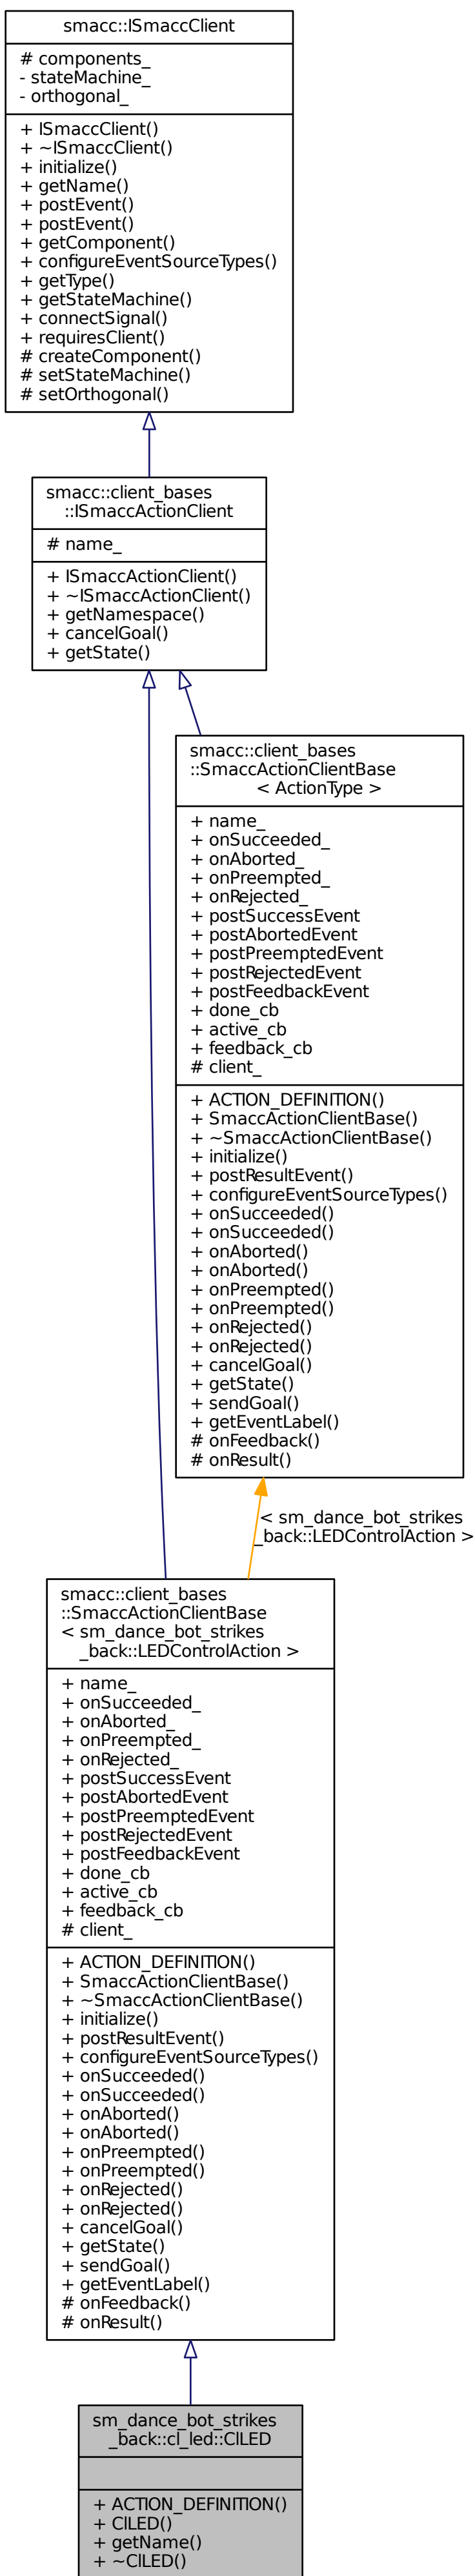 smacc::ISmaccClient
# components_
- stateMachine_
- orthogonal_
+ ISmaccClient()
+ ~ISmaccClient()
+ initialize()
+ getName()
+ postEvent()
+ postEvent()
+ getComponent()
+ configureEventSourceTypes()
+ getType()
+ getStateMachine()
+ connectSignal()
+ requiresClient()
# createComponent()
# setStateMachine()
# setOrthogonal()
smacc::client_bases
::ISmaccActionClient
# name_
+ ISmaccActionClient()
+ ~ISmaccActionClient()
+ getNamespace()
+ cancelGoal()
+ getState()
smacc::client_bases
::SmaccActionClientBase
< ActionType >
+ name_
+ onSucceeded_
+ onAborted_
+ onPreempted_
+ onRejected_
+ postSuccessEvent
+ postAbortedEvent
+ postPreemptedEvent
+ postRejectedEvent
+ postFeedbackEvent
+ done_cb
+ active_cb
+ feedback_cb
# client_
+ ACTION_DEFINITION()
+ SmaccActionClientBase()
+ ~SmaccActionClientBase()
+ initialize()
+ postResultEvent()
+ configureEventSourceTypes()
+ onSucceeded()
+ onSucceeded()
+ onAborted()
+ onAborted()
+ onPreempted()
+ onPreempted()
+ onRejected()
+ onRejected()
+ cancelGoal()
+ getState()
+ sendGoal()
+ getEventLabel()
# onFeedback()
# onResult()
< sm_dance_bot_strikes
_back::LEDControlAction >
smacc::client_bases
::SmaccActionClientBase
< sm_dance_bot_strikes
_back::LEDControlAction >
+ name_
+ onSucceeded_
+ onAborted_
+ onPreempted_
+ onRejected_
+ postSuccessEvent
+ postAbortedEvent
+ postPreemptedEvent
+ postRejectedEvent
+ postFeedbackEvent
+ done_cb
+ active_cb
+ feedback_cb
# client_
+ ACTION_DEFINITION()
+ SmaccActionClientBase()
+ ~SmaccActionClientBase()
+ initialize()
+ postResultEvent()
+ configureEventSourceTypes()
+ onSucceeded()
+ onSucceeded()
+ onAborted()
+ onAborted()
+ onPreempted()
+ onPreempted()
+ onRejected()
+ onRejected()
+ cancelGoal()
+ getState()
+ sendGoal()
+ getEventLabel()
# onFeedback()
# onResult()
sm_dance_bot_strikes
_back::cl_led::ClLED
+ ACTION_DEFINITION()
+ ClLED()
+ getName()
+ ~ClLED()